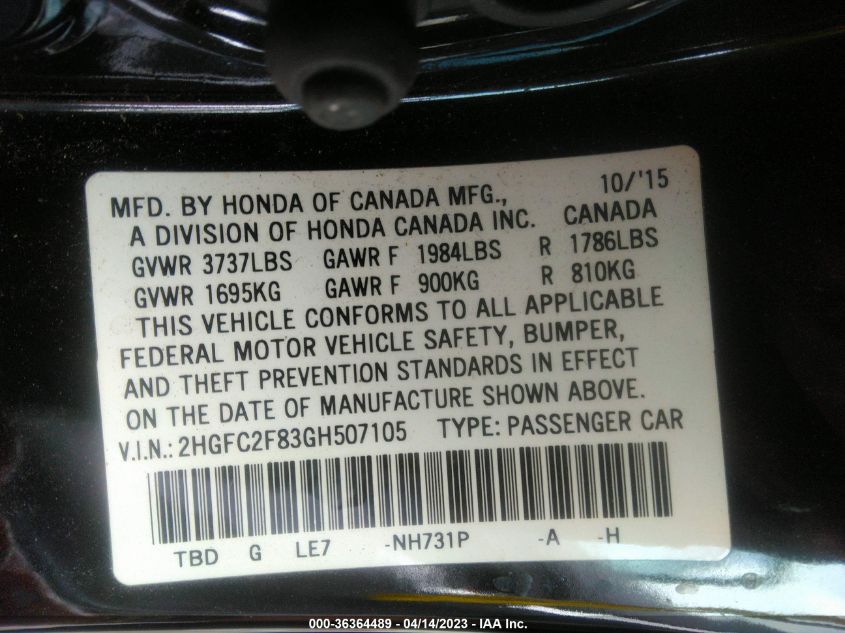 MFD. BY HONDA OF CANADA MFG., 10/'15
A DIVISION OF HONDA CANADA INC. CANADA
GVWR 3737LBS GAWR F 1984LBS R 1786LBS
GVWR 1695KG GAWR F 900KG R 810KG
THIS VEHICLE CONFORMS TO ALL APPLICABLE
FEDERAL MOTOR VEHICLE SAFETY, BUMPER,
AND THEFT PREVENTION STANDARDS IN EFFECT
ON THE DATE OF MANUFACTURE SHOWN ABOVE.
V.I.N.: 2HGFC2F83GH507105 TYPE: PASSENGER CAR
TBD G LE7 -NH731P -A -H
000-36364489 - 04/14/2023 - IAA Inc.